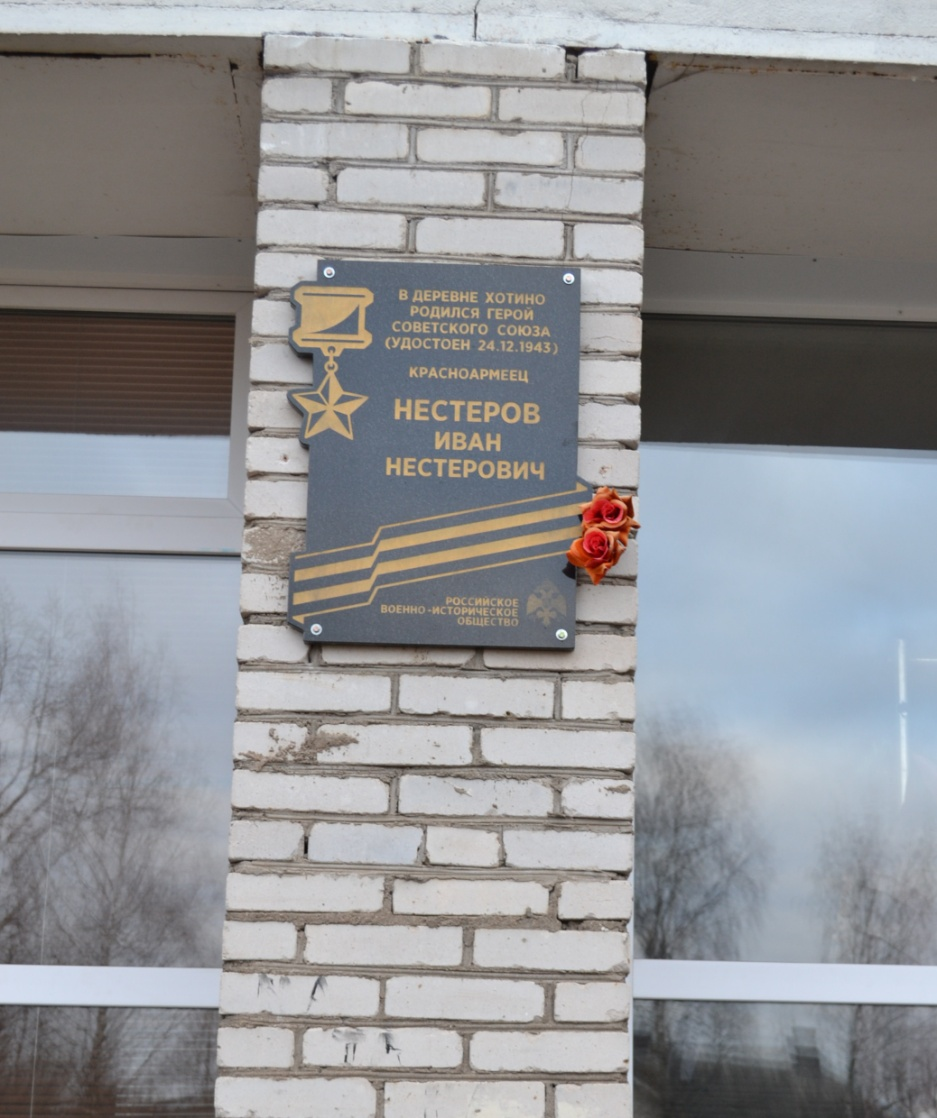 В ДЕРЕВНЕ ХОТИНО
РОДИЛСЯ ГЕРОЙ
СОВЕТСКОГО СОЮЗА
(УДОСТОЕН 24.12.1943)
КРАСНОАРМЕЕЦ
НЕСТЕРОВ
ИВАН
НЕСТЕРОВИЧ
РОССИЙСКОЕ
ВОЕННО-ИСТОРИЧЕСКОЕ
ОБЩЕСТВО